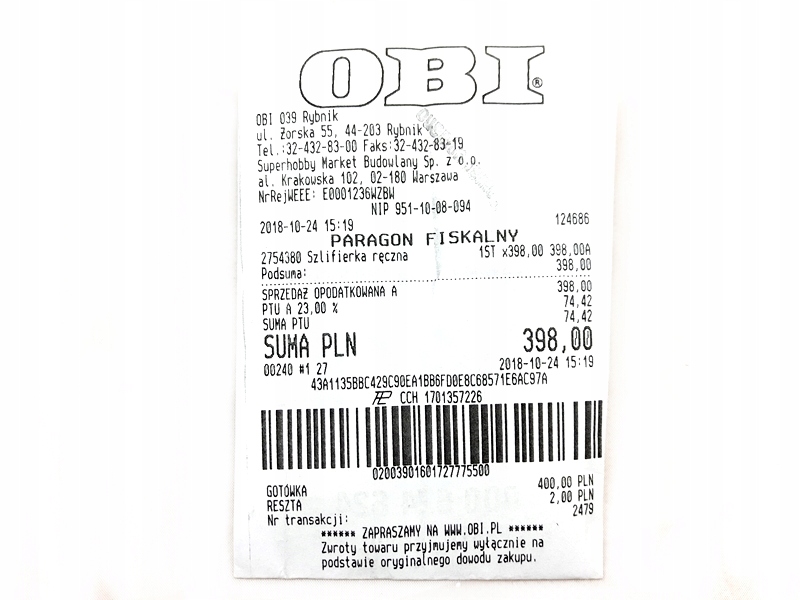 OBI®
OBI 039 Rybnik
ul. Żorska 55, 44-203 Rybnik
Tel.:32-432-83-00 Faks:32-432-83-19
Superhobby Market Budowlany Sp. z o.o.
al. Krakowska 102, 02-180 Warszawa
NrRejWEEE: E0001236WZBW
NIP 951-10-08-094
2018-10-24 15:19 124686
PARAGON FISKALNY
2754380 Szlifierka ręczna 1ST x398,00 398,00A
Podsuma: 398,00
SPRZEDAŻ OPODATKOWANA A 398,00
PTU A 23,00 % 74,42
SUMA PTU 74,42
SUMA PLN 398,00
00240 #1 27 2018-10-24 15:19
43A1135BBC429C90EA1BB6FD0E8C68571E6AC97A
CCH 1701357226
02003901601727775500
GOTÓWKA 400,00 PLN
RESZTA 2,00 PLN
Nr transakcji: 2479
****** ZAPRASZAMY NA WWW.OBI.PL ******
Zwroty towaru przyjmujemy wyłącznie na
podstawie oryginalnego dowodu zakupu.